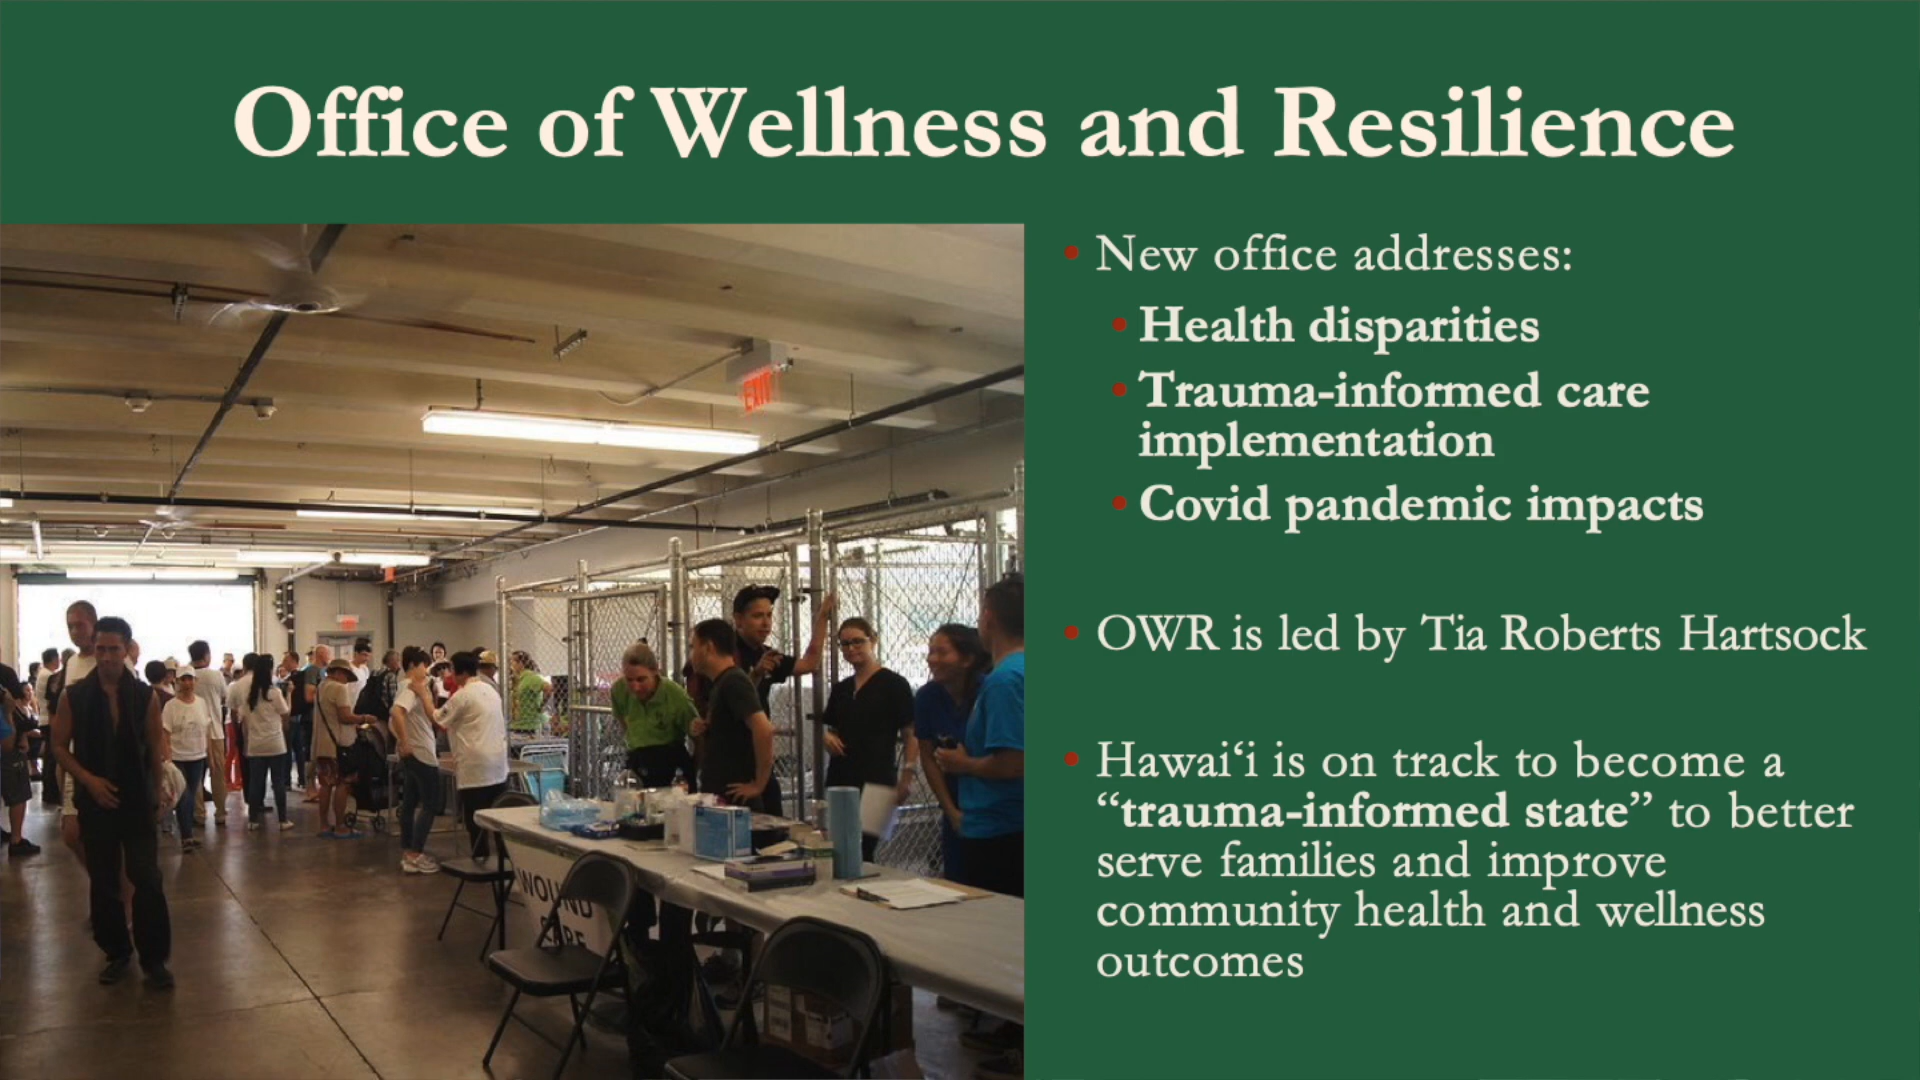 Office of Wellness and Resilience
• New office addresses:
• Health disparities
• Trauma-informed care
implementation
• Covid pandemic impacts
• OWR is led by Tia Roberts Hartsock
• Hawaiʻi is on track to become a
“trauma-informed state” to better
serve families and improve
community health and wellness
outcomes
EXIT
WOUND
CARE